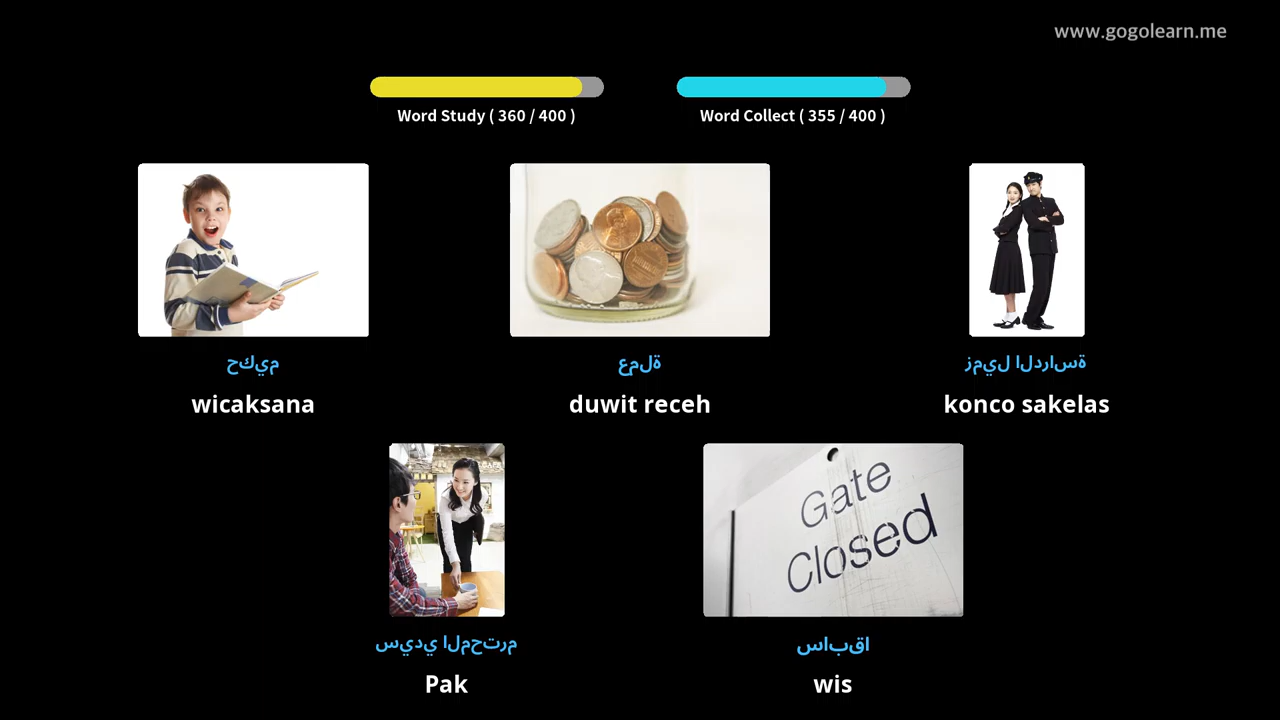 www.gogolearn.me
Word Study ( 360 / 400 )
Word Collect ( 355 / 400 )
حكيم
عملة
زميل الدراسة
wicaksana
duwit receh
konco sakelas
Gate
Closed
سيدي المحترم
سابقا
Pak
wis